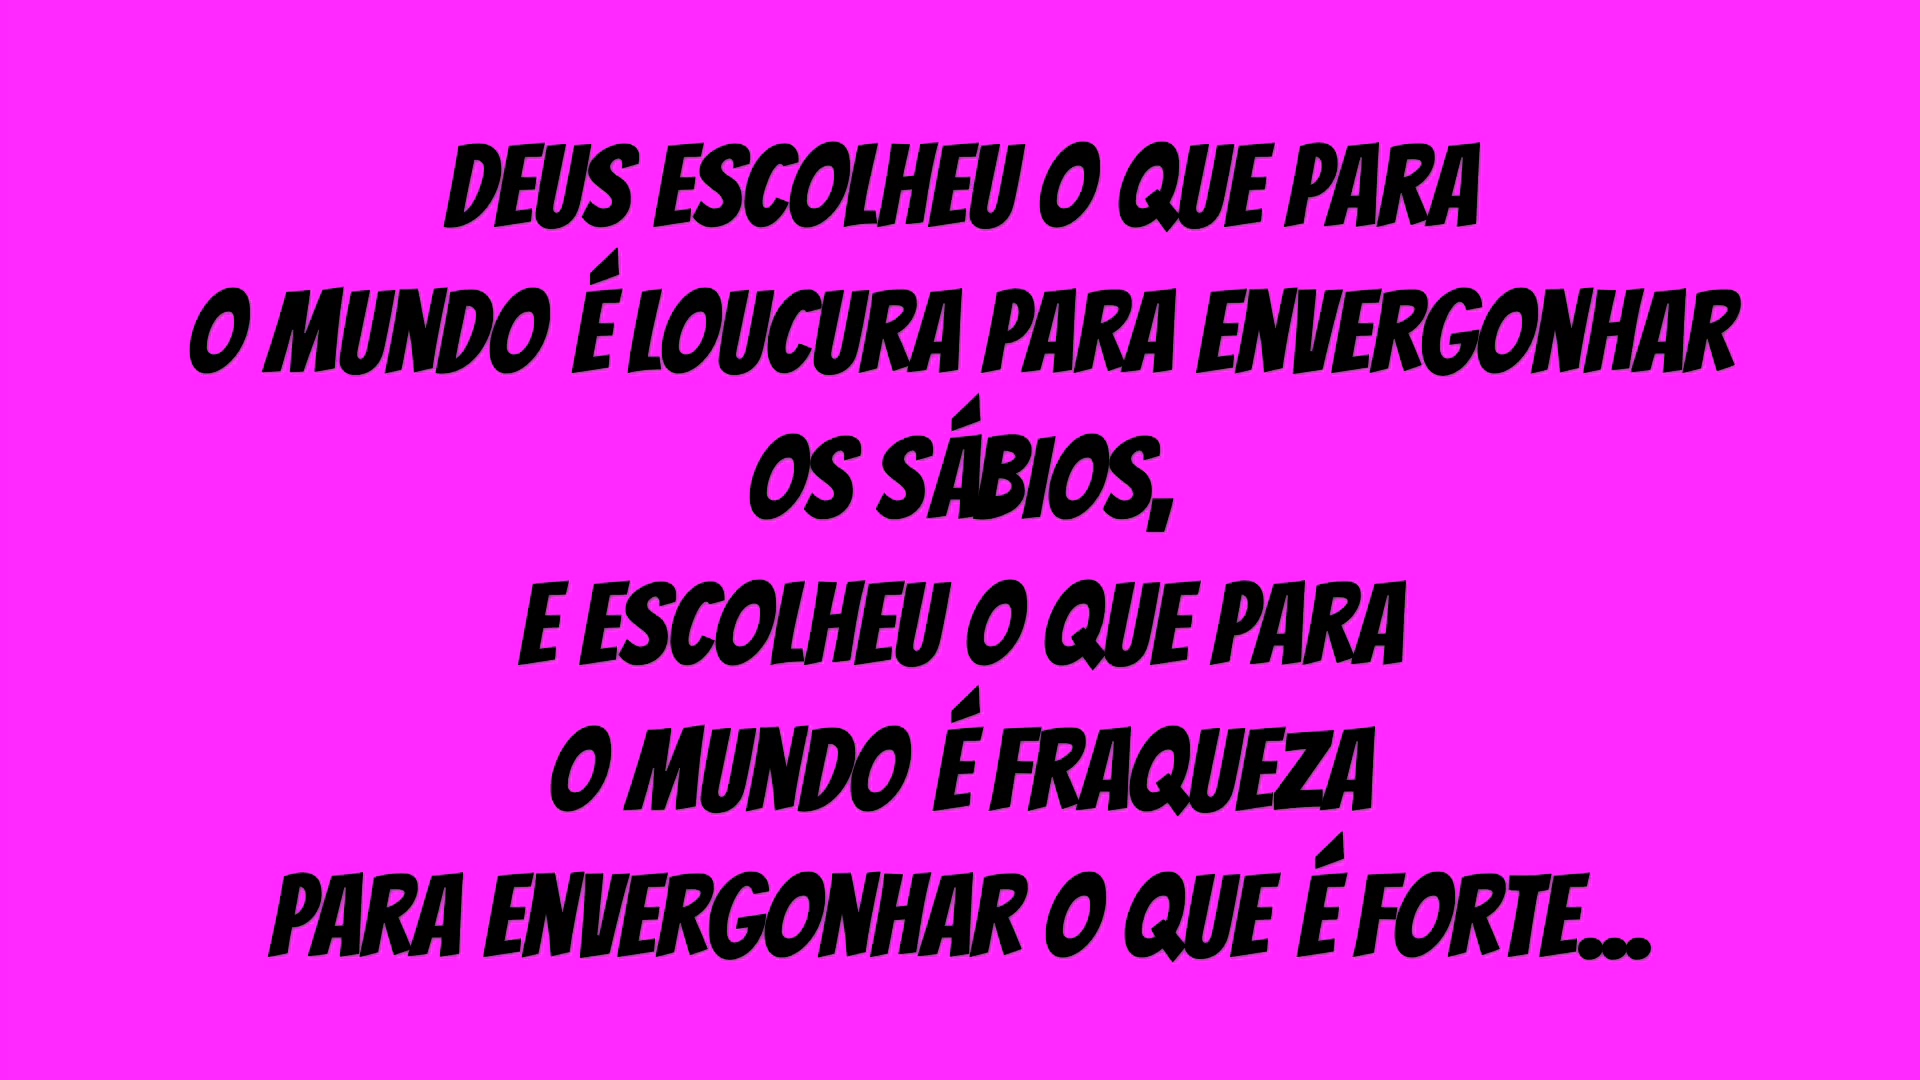 DEUS ESCOLHEU O QUE PARA
O MUNDO É LOUCURA PARA ENVERGONHAR
OS SÁBIOS,
E ESCOLHEU O QUE PARA
O MUNDO É FRAQUEZA
PARA ENVERGONHAR O QUE É FORTE...